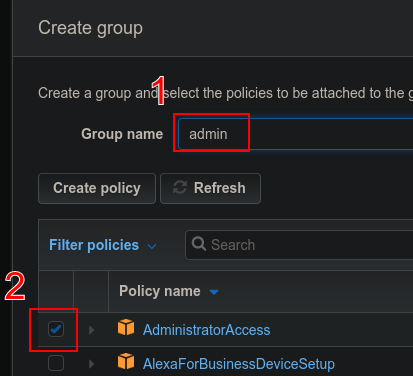 Create group
1
Create a group and select the policies to be attached to the
Group name admin
Create policy Refresh
Filter policies Search
2
Policy name
AdministratorAccess
AlexaForBusinessDeviceSetup